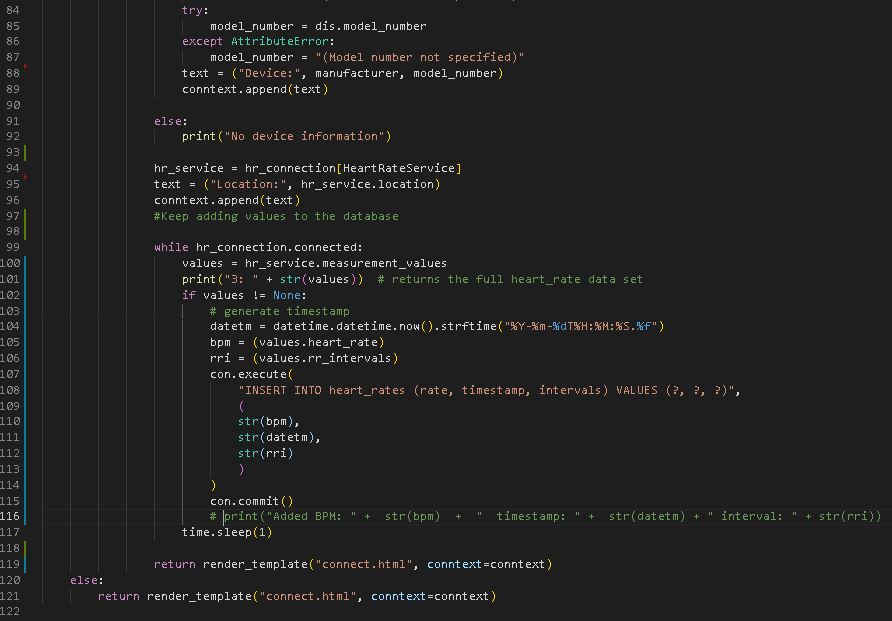 84 try:
85 model_number = dis.model_number
86 except AttributeError:
87 model_number = "(Model number not specified)"
88 text = ("Device:", manufacturer, model_number)
89 conntext.append(text)
90
91 else:
92 print("No device information")
93
94 hr_service = hr_connection[HeartRateService]
95 text = ("Location:", hr_service.location)
96 conntext.append(text)
97 #Keep adding values to the database
98
99 while hr_connection.connected:
100 values = hr_service.measurement_values
101 print("3: " + str(values))  # returns the full heart_rate data set
102 if values != None:
103 # generate timestamp
104 datetm = datetime.datetime.now().strftime("%Y-%m-%dT%H:%M:%S.%f")
105 bpm = (values.heart_rate)
106 rri = (values.rr_intervals)
107 con.execute(
108 "INSERT INTO heart_rates (rate, timestamp, intervals) VALUES (?, ?, ?)",
109 (
110 str(bpm),
111 str(datetm),
112 str(rri)
113 )
114 )
115 con.commit()
116 # print("Added BPM: " +  str(bpm)  +  "  timestamp: " +  str(datetm) + " interval: " + str(rri))
117 time.sleep(1)
118
119 return render_template("connect.html", conntext=conntext)
120 else:
121 return render_template("connect.html", conntext=conntext)
122